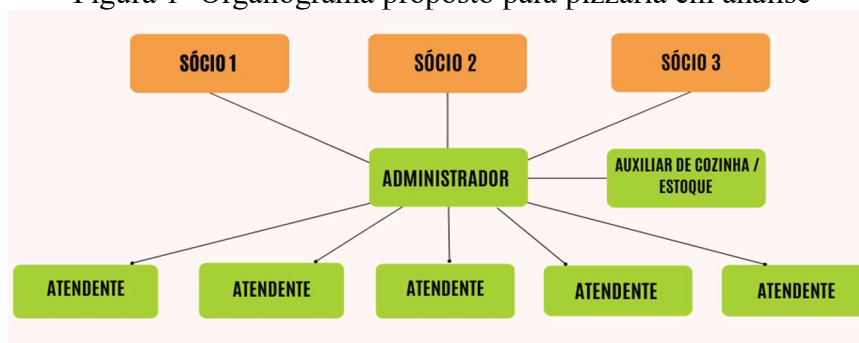 Figura 1- Organograma proposto para pizzaria em análise
SÓCIO 1
SÓCIO 2
SÓCIO 3
ADMINISTRADOR
AUXILIAR DE COZINHA /
ESTOQUE
ATENDENTE
ATENDENTE
ATENDENTE
ATENDENTE
ATENDENTE